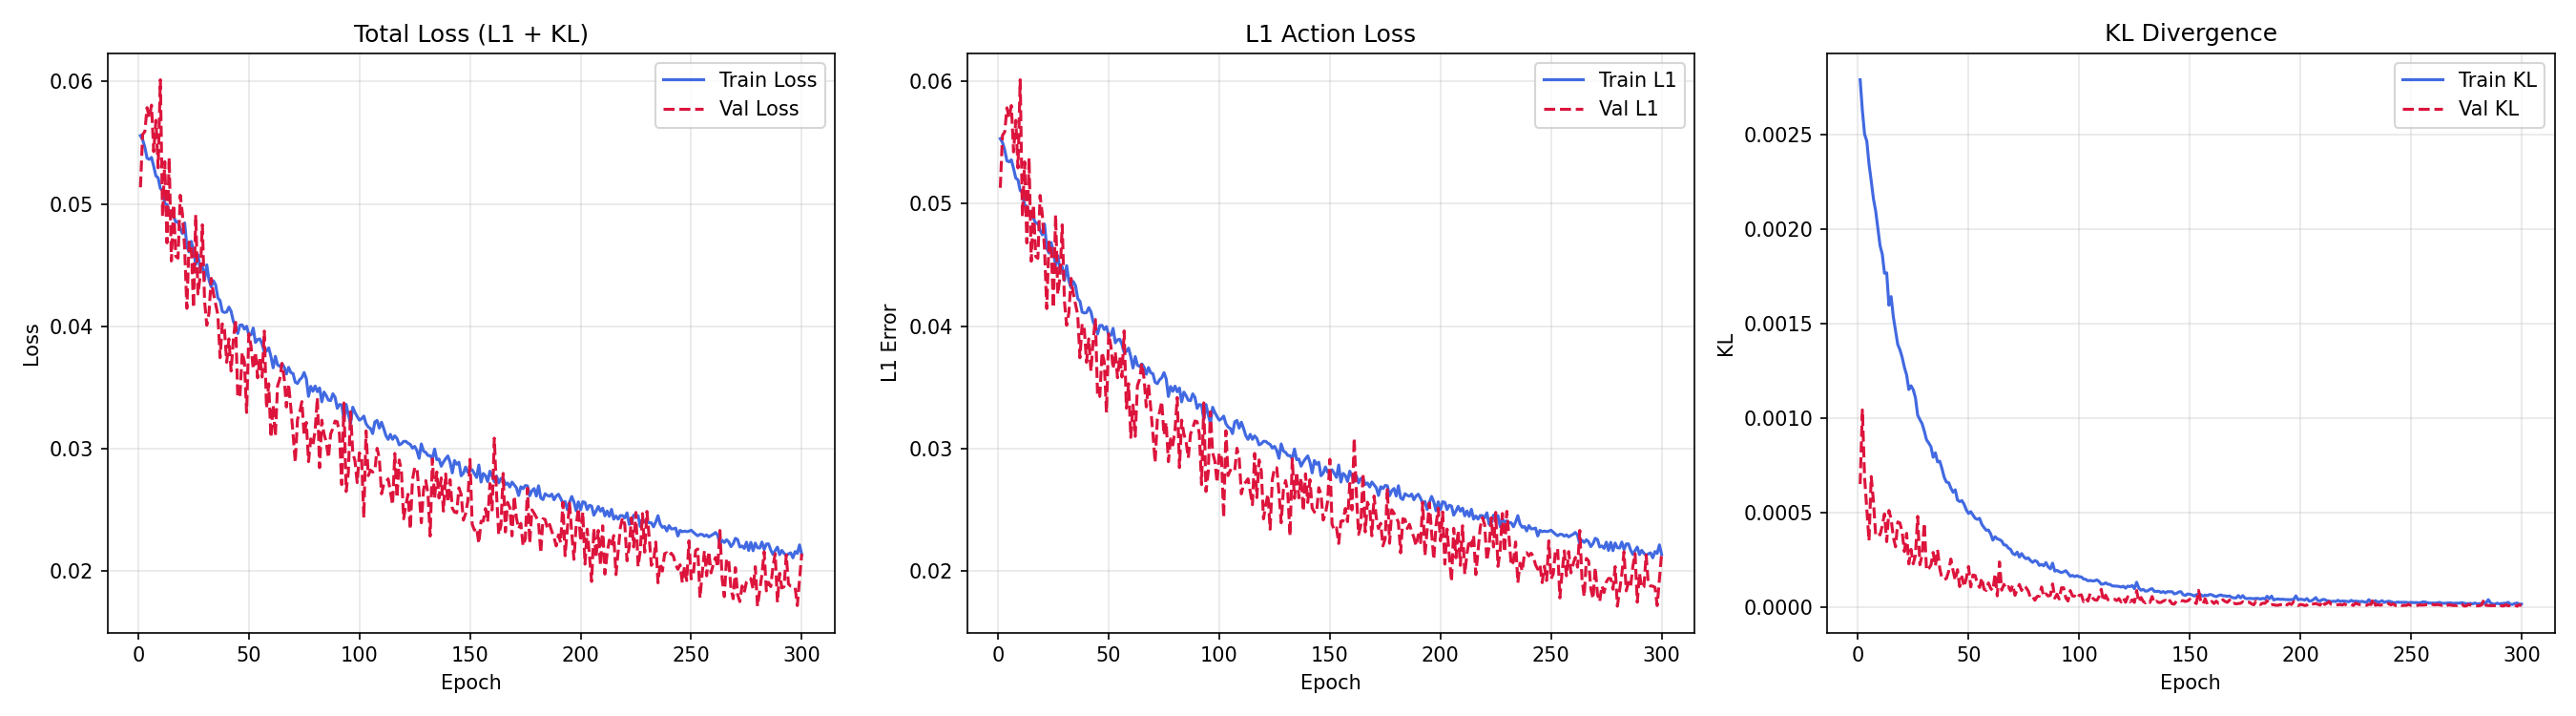 Total Loss (L1 + KL)
Train Loss
Val Loss
Loss
0.06
0.05
0.04
0.03
0.02
0 50 100 150 200 250 300
Epoch
L1 Action Loss
Train L1
Val L1
L1 Error
0.06
0.05
0.04
0.03
0.02
0 50 100 150 200 250 300
Epoch
KL Divergence
Train KL
Val KL
KL
0.0025
0.0020
0.0015
0.0010
0.0005
0.0000
0 50 100 150 200 250 300
Epoch